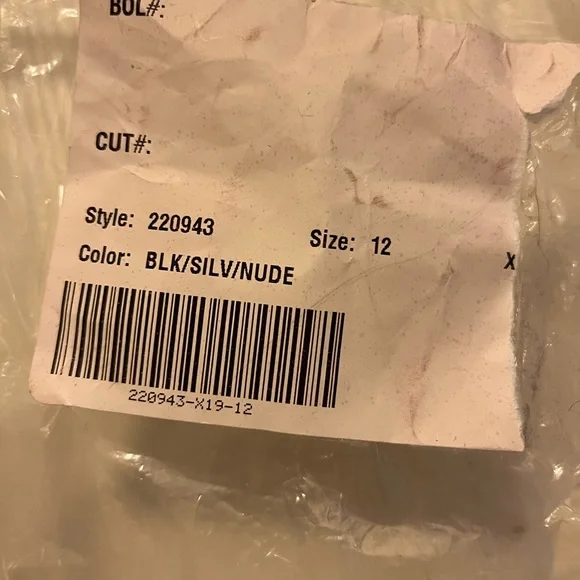 BOL#:
CUT#:
Style: 220943
Size: 12
X
Color: BLK/SILV/NUDE
220943-X19-12